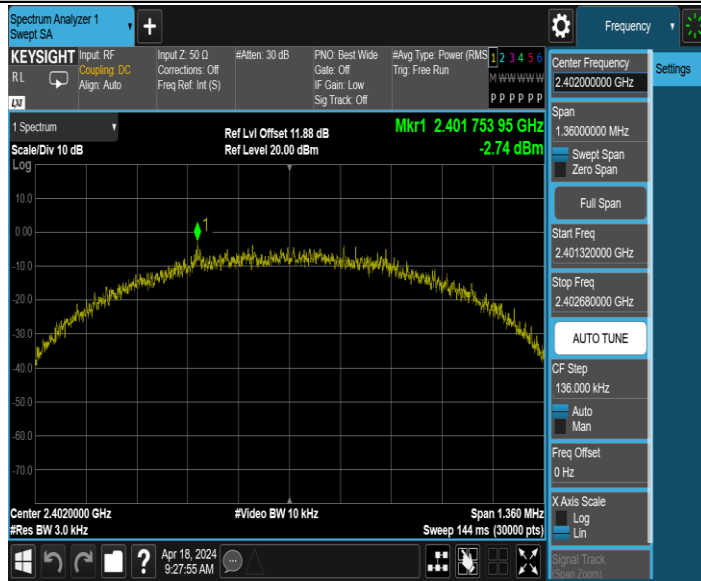 Spectrum Analyzer 1
Swept SA
Frequency
KEYSIGHT
RL
LXI
Input: RF
Coupling: DC
Align: Auto
Input Z: 50 Ω
Corrections: Off
Freq Ref: Int (S)
#Atten: 30 dB
PNO: Best Wide
Gate: Off
IF Gain: Low
Sig Track: Off
#Avg Type: Power (RMS
Trig: Free Run
1 2 3 4 5 6
M W W W W W
P P P P P P
1 Spectrum
Scale/Div 10 dB
Log
Ref Lvl Offset 11.88 dB
Ref Level 20.00 dBm
Mkr1 2.401 753 95 GHz
-2.74 dBm
1
10.0
0.00
-10.0
-20.0
-30.0
-40.0
-50.0
-60.0
-70.0
Center 2.4020000 GHz
#Res BW 3.0 kHz
#Video BW 10 kHz
Span 1.360 MHz
Sweep 144 ms (30000 pts)
Apr 18, 2024
9:27:55 AM
?
Center Frequency
2.402000000 GHz
Settings
Span
1.36000000 MHz
Swept Span
Zero Span
Full Span
Start Freq
2.401320000 GHz
Stop Freq
2.402680000 GHz
AUTO TUNE
CF Step
136.000 kHz
Auto
Man
Freq Offset
0 Hz
X Axis Scale
Log
Lin
Signal Track
(Span Zoom)